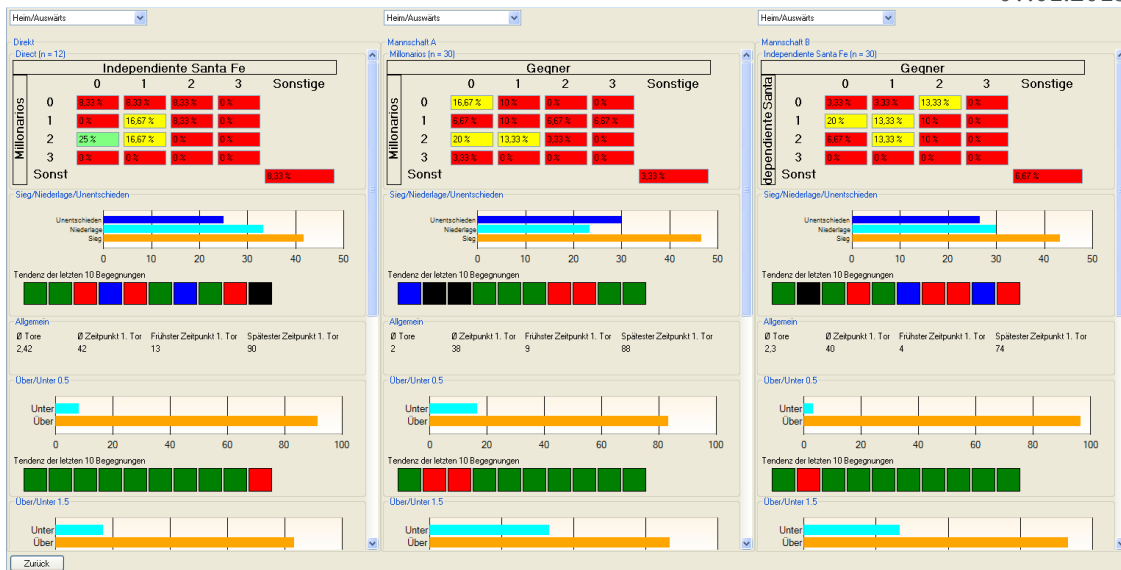 Heim/Auswärts
Heim/Auswärts
Heim/Auswärts
Direkt
Direct (n = 12)
Independiente Santa Fe
0 1 2 3 Sonstige
Millonarios
0 8,33 % 8,33 % 8,33 % 0 %
1 0 % 16,67 % 8,33 % 0 %
2 25 % 16,67 % 0 % 0 %
3 0 % 0 % 0 % 0 %
Sonst 8,33 %
Sieg/Niederlage/Unentschieden
Unentschieden
Niederlage
Sieg
0 10 20 30 40 50
Tendenz der letzten 10 Begegnungen
Allgemein
Ø Tore Ø Zeitpunkt 1. Tor Frühster Zeitpunkt 1. Tor Spätester Zeitpunkt 1. Tor
2,42 42 13 90
Über/Unter 0.5
Unter
Über
0 20 40 60 80 100
Tendenz der letzten 10 Begegnungen
Über/Unter 1.5
Unter
Über
Mannschaft A
Millonarios (n = 30)
Gegner
0 1 2 3 Sonstige
Millonarios
0 16,67 % 10 % 0 % 0 %
1 6,67 % 10 % 6,67 % 6,67 %
2 20 % 13,33 % 3,33 % 0 %
3 3,33 % 0 % 0 % 0 %
Sonst 3,33 %
Sieg/Niederlage/Unentschieden
Unentschieden
Niederlage
Sieg
0 10 20 30 40 50
Tendenz der letzten 10 Begegnungen
Allgemein
Ø Tore Ø Zeitpunkt 1. Tor Frühster Zeitpunkt 1. Tor Spätester Zeitpunkt 1. Tor
2 38 9 88
Über/Unter 0.5
Unter
Über
0 20 40 60 80 100
Tendenz der letzten 10 Begegnungen
Über/Unter 1.5
Unter
Über
Mannschaft B
Independiente Santa Fe (n = 30)
Gegner
0 1 2 3 Sonstige
dependiente Santa
0 3,33 % 3,33 % 13,33 % 0 %
1 20 % 13,33 % 10 % 0 %
2 6,67 % 13,33 % 10 % 0 %
3 0 % 0 % 0 % 0 %
Sonst 6,67 %
Sieg/Niederlage/Unentschieden
Unentschieden
Niederlage
Sieg
0 10 20 30 40 50
Tendenz der letzten 10 Begegnungen
Allgemein
Ø Tore Ø Zeitpunkt 1. Tor Frühster Zeitpunkt 1. Tor Spätester Zeitpunkt 1. Tor
2,3 40 4 74
Über/Unter 0.5
Unter
Über
0 20 40 60 80 100
Tendenz der letzten 10 Begegnungen
Über/Unter 1.5
Unter
Über
Zurück